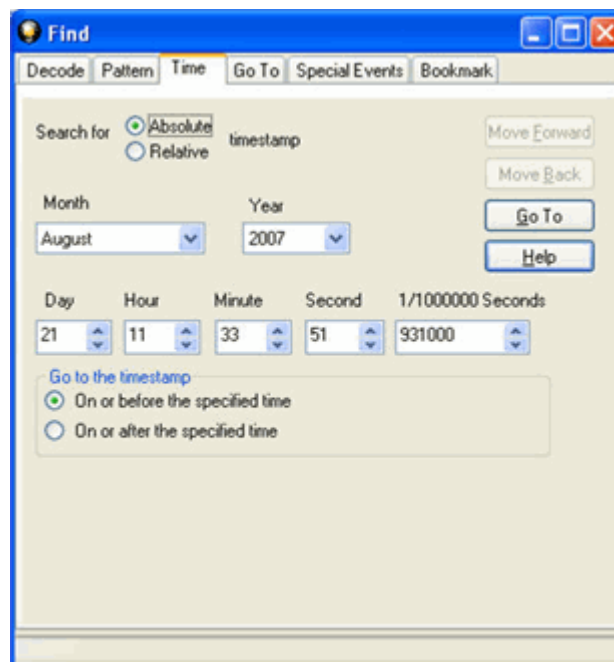 Find
Decode Pattern Time Go To Special Events Bookmark
Search for Absolute timestamp
Relative
Move Forward
Move Back
Month Year
Go To
August 2007
Help
Day Hour Minute Second 1/1000000 Seconds
21 11 33 51 931000
Go to the timestamp
On or before the specified time
On or after the specified time